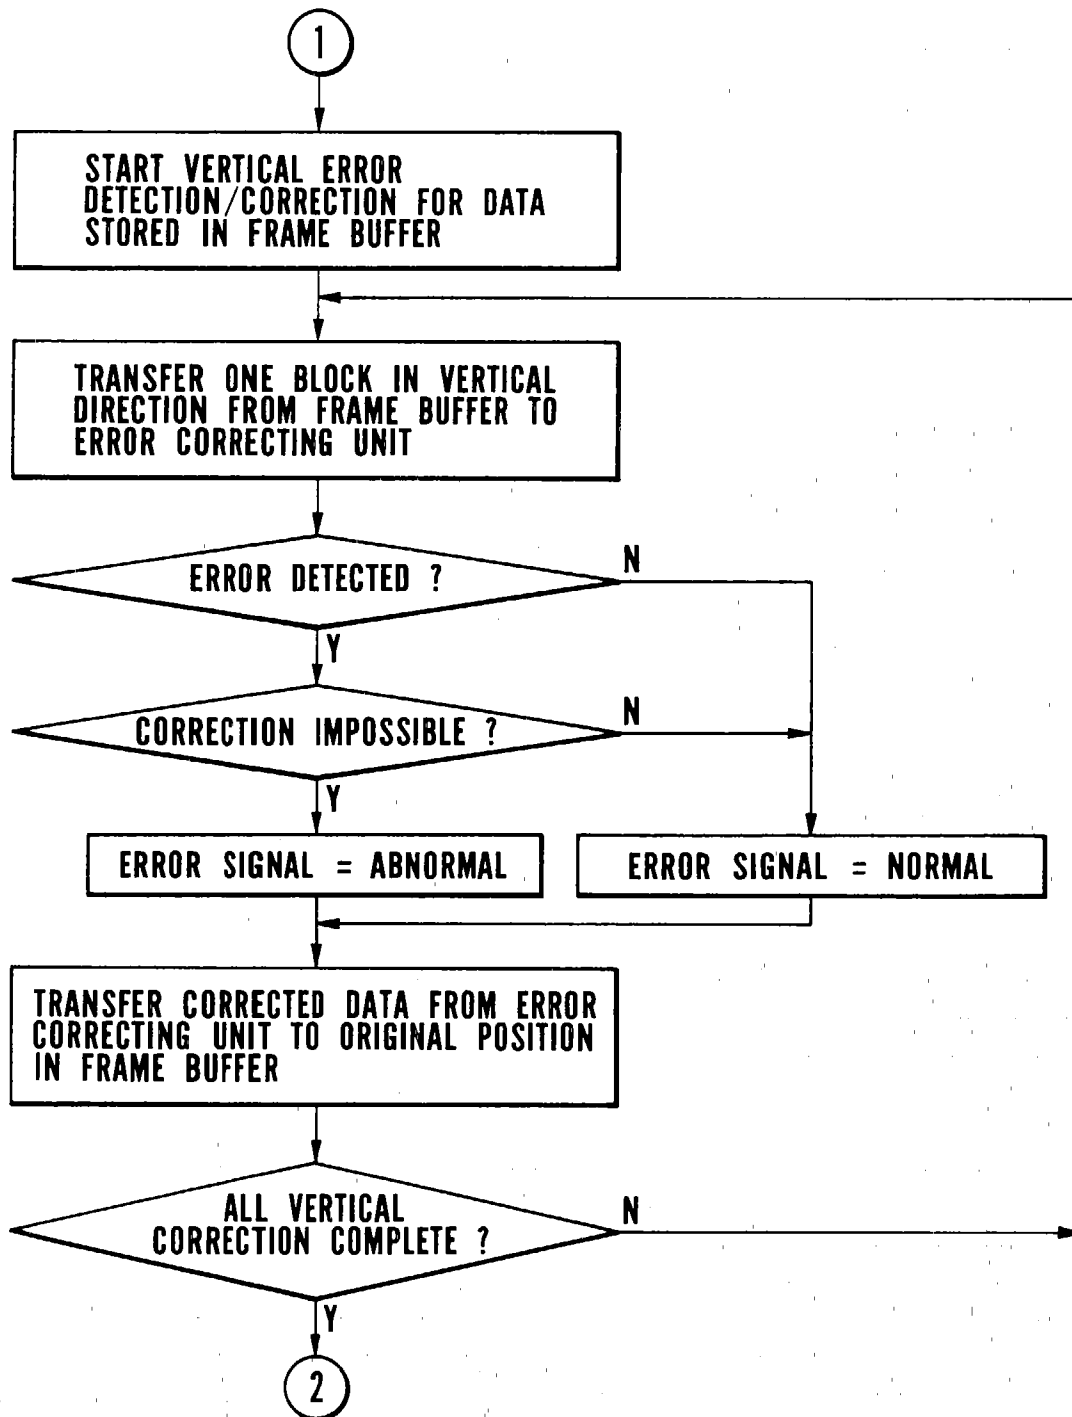 1
START VERTICAL ERROR
DETECTION/CORRECTION FOR DATA
STORED IN FRAME BUFFER
TRANSFER ONE BLOCK IN VERTICAL
DIRECTION FROM FRAME BUFFER TO
ERROR CORRECTING UNIT
ERROR DETECTED ?
N
Y
CORRECTION IMPOSSIBLE ?
N
Y
ERROR SIGNAL = ABNORMAL
ERROR SIGNAL = NORMAL
TRANSFER CORRECTED DATA FROM ERROR
CORRECTING UNIT TO ORIGINAL POSITION
IN FRAME BUFFER
ALL VERTICAL
CORRECTION COMPLETE ?
N
Y
2